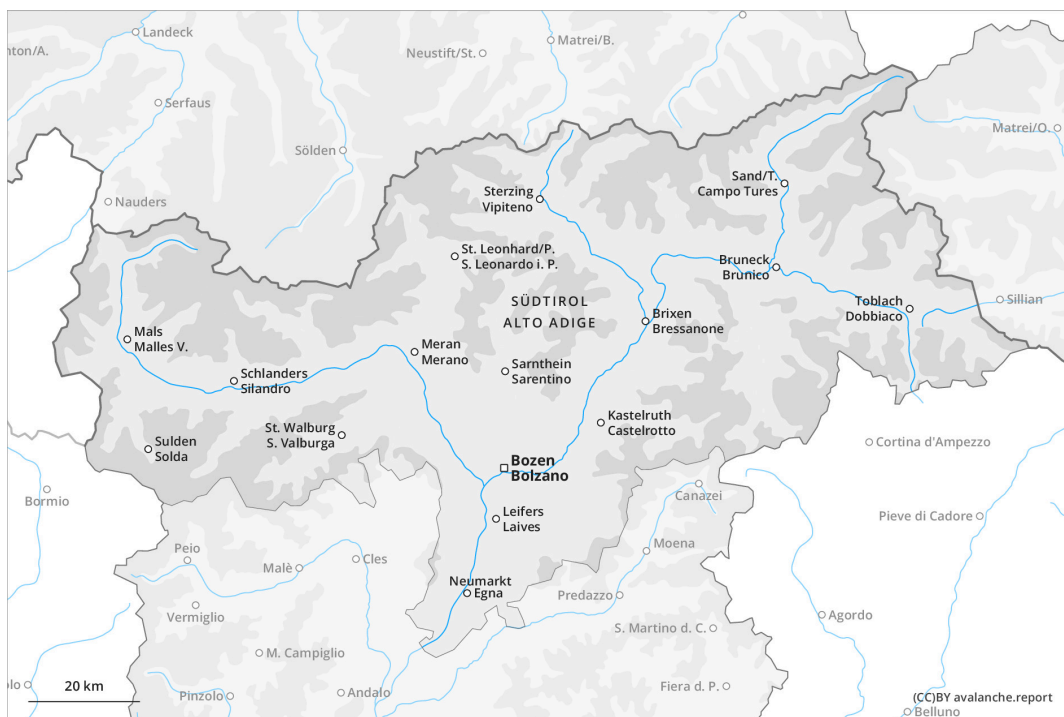 Landeck
Matrei/B.
Neustift/St.
nton/A.
Serfaus
Matrei/O.
Sölden
Sand/T.
Campo Tures
Sterzing
Vipiteno
Nauders
St. Leonhard/P.
S. Leonardo i. P.
Bruneck
Brunico
SÜDTIROL
ALTO ADIGE
Toblach
Dobbiaco
Sillian
Brixen
Bressanone
Mals
Malles V.
Meran
Merano
Sarnthein
Sarentino
Schlanders
Silandro
St. Walburg
S. Valburga
Kastelruth
Castelrotto
Sulden
Solda
Cortina d'Ampezzo
Bozen
Bolzano
Bormio
Canazei
Leifers
Laives
Pieve di Cadore
Peio
Malè
Cles
Moena
Neumarkt
Egna
Predazzo
Vermiglio
Agordo
S. Martino d. C.
M. Campiglio
olo
20 km
Pinzolo
Andalo
Fiera d. P.
(CC)BY avalanche.report
Belluno